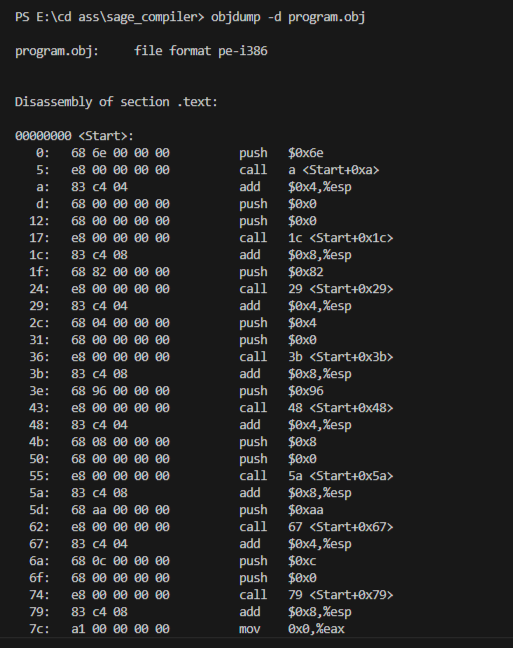 PS E:\cd ass\sage_compiler> objdump -d program.obj
program.obj:     file format pe-i386
Disassembly of section .text:
00000000 <Start>:
   0:   68 6e 00 00 00          push   $0x6e
   5:   e8 00 00 00 00          call   a <Start+0xa>
   a:   83 c4 04                add    $0x4,%esp
   d:   68 00 00 00 00          push   $0x0
  12:   68 00 00 00 00          push   $0x0
  17:   e8 00 00 00 00          call   1c <Start+0x1c>
  1c:   83 c4 08                add    $0x8,%esp
  1f:   68 82 00 00 00          push   $0x82
  24:   e8 00 00 00 00          call   29 <Start+0x29>
  29:   83 c4 04                add    $0x4,%esp
  2c:   68 04 00 00 00          push   $0x4
  31:   68 00 00 00 00          push   $0x0
  36:   e8 00 00 00 00          call   3b <Start+0x3b>
  3b:   83 c4 08                add    $0x8,%esp
  3e:   68 96 00 00 00          push   $0x96
  43:   e8 00 00 00 00          call   48 <Start+0x48>
  48:   83 c4 04                add    $0x4,%esp
  4b:   68 08 00 00 00          push   $0x8
  50:   68 00 00 00 00          push   $0x0
  55:   e8 00 00 00 00          call   5a <Start+0x5a>
  5a:   83 c4 08                add    $0x8,%esp
  5d:   68 aa 00 00 00          push   $0xaa
  62:   e8 00 00 00 00          call   67 <Start+0x67>
  67:   83 c4 04                add    $0x4,%esp
  6a:   68 0c 00 00 00          push   $0xc
  6f:   68 00 00 00 00          push   $0x0
  74:   e8 00 00 00 00          call   79 <Start+0x79>
  79:   83 c4 08                add    $0x8,%esp
  7c:   a1 00 00 00 00          mov    0x0,%eax